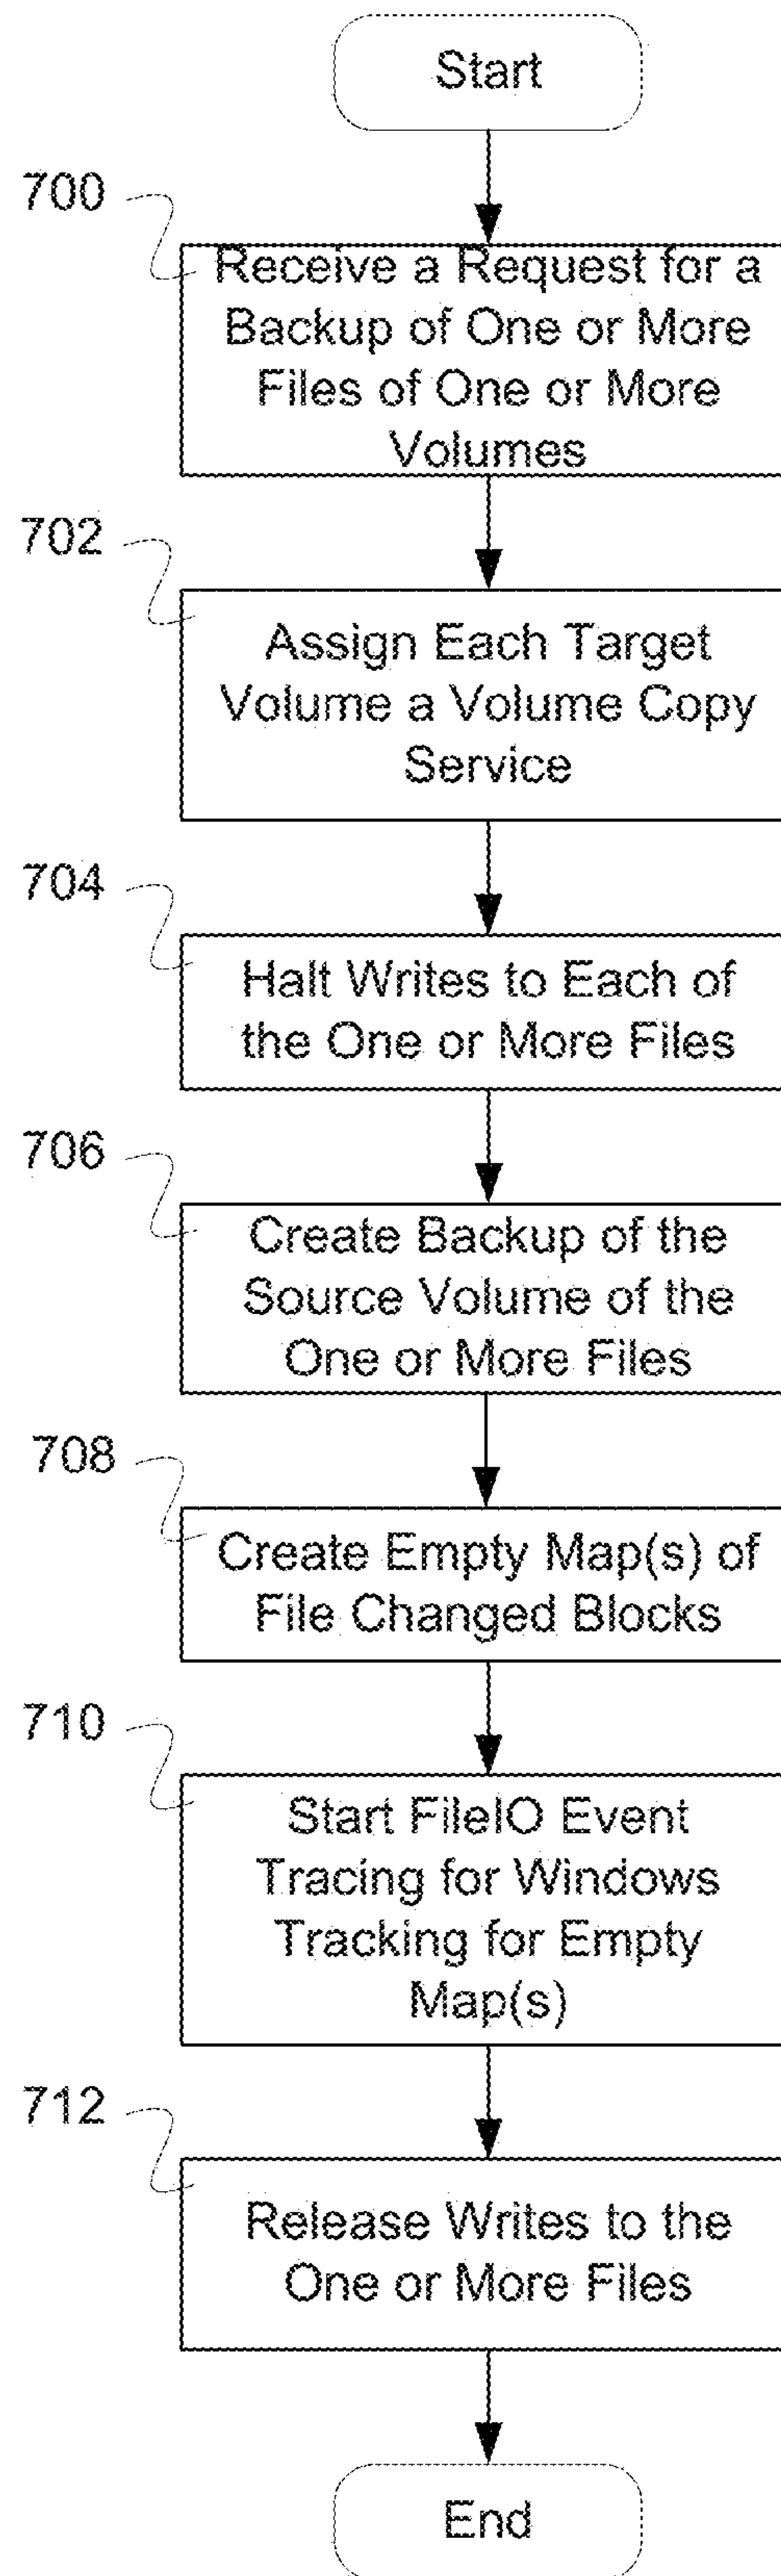 Start
700
Receive a Request for a
Backup of One or More
Files of One or More
Volumes
702
Assign Each Target
Volume a Volume Copy
Service
704
Halt Writes to Each of
the One or More Files
706
Create Backup of the
Source Volume of the
One or More Files
708
Create Empty Map(s) of
File Changed Blocks
710
Start FileIO Event
Tracing for Windows
Tracking for Empty
Map(s)
712
Release Writes to the
One or More Files
End